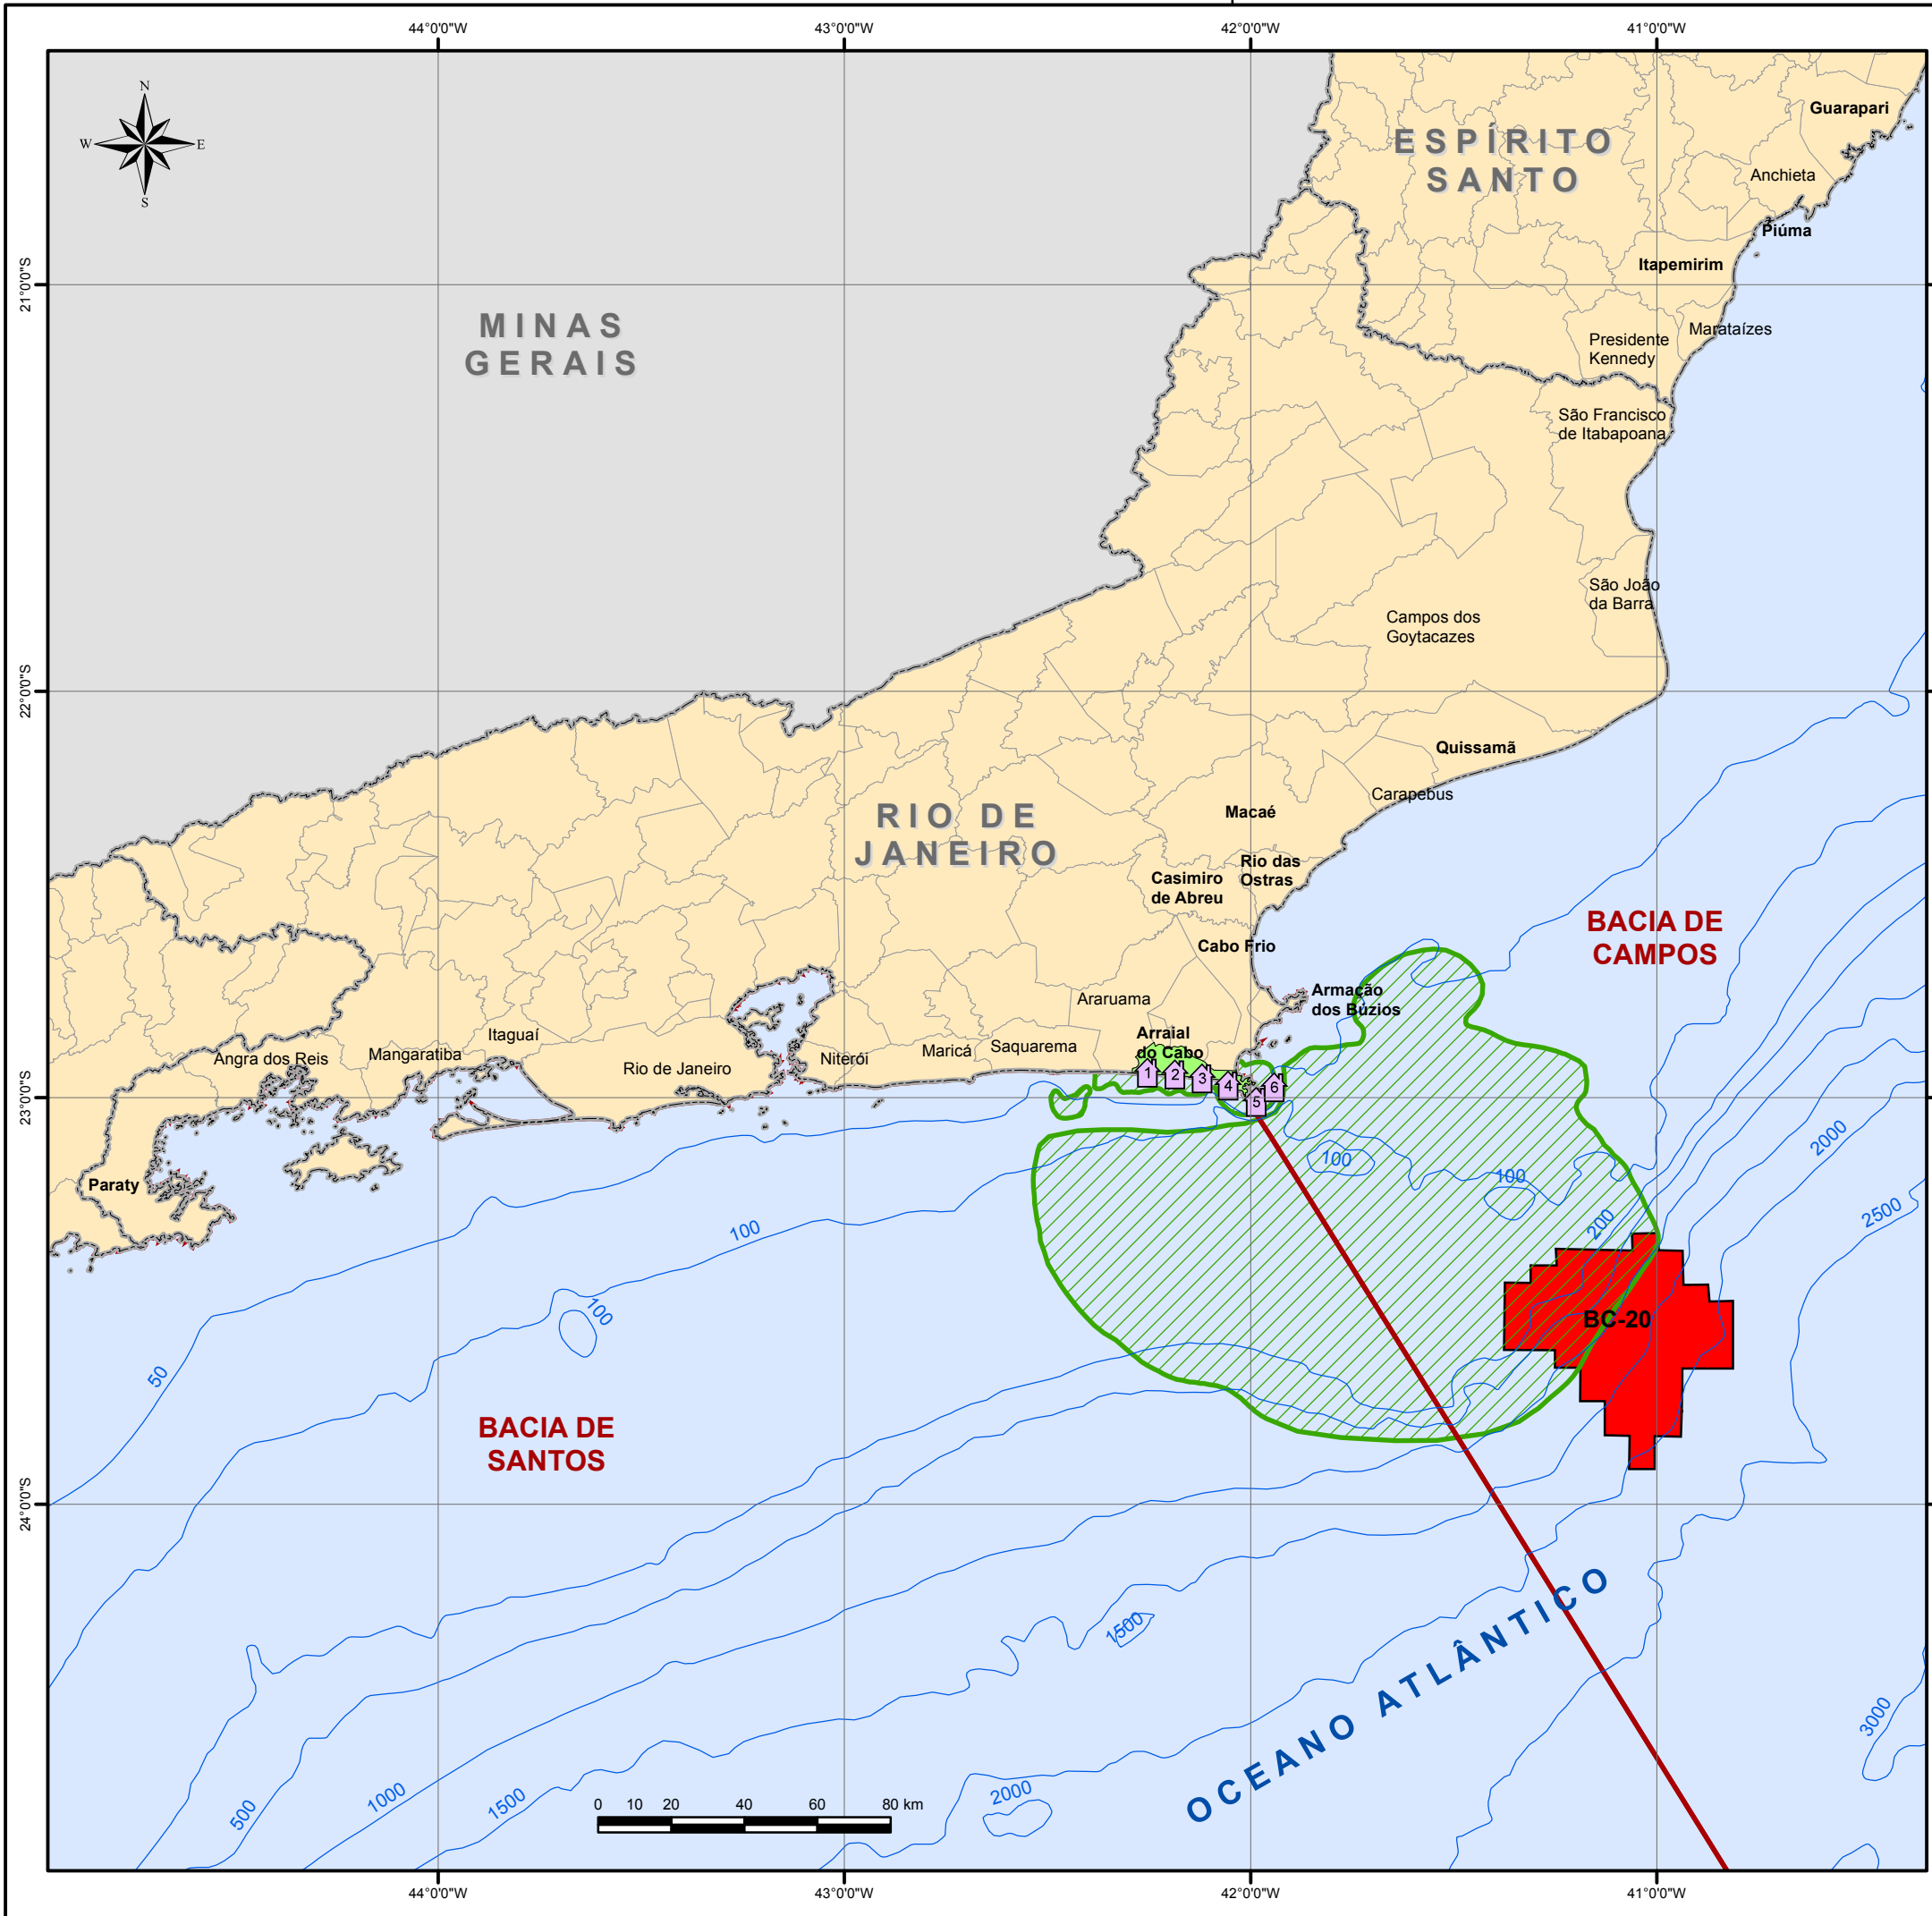 44°0'0"W
43°0'0"W
42°0'0"W
41°0'0"W
N
W
E
S
21°0'0"S
22°0'0"S
23°0'0"S
24°0'0"S
MINAS
GERAIS
ESPÍRITO
SANTO
Guarapari
Anchieta
Piúma
Itapemirim
Marataízes
Presidente
Kennedy
São Francisco
de Itabapoana
São João
da Barra
Campos dos
Goytacazes
Quissamã
Carapebus
RIO DE
JANEIRO
Macaé
Rio das
Ostras
Casimiro
de Abreu
Cabo Frio
BACIA DE
CAMPOS
Armação
dos Búzios
Araruama
Arraial
do Cabo
Saquarema
Maricá
Niterói
Rio de Janeiro
Itaguaí
Mangaratiba
Angra dos Reis
Paraty
1
2
3
4
5
6
100
100
200
2000
2500
100
100
50
BC-20
BACIA DE
SANTOS
OCEANO ATLÂNTICO
1500
3000
500
1000
1500
2000
0
10
20
40
60
80 km
44°0'0"W
43°0'0"W
42°0'0"W
41°0'0"W